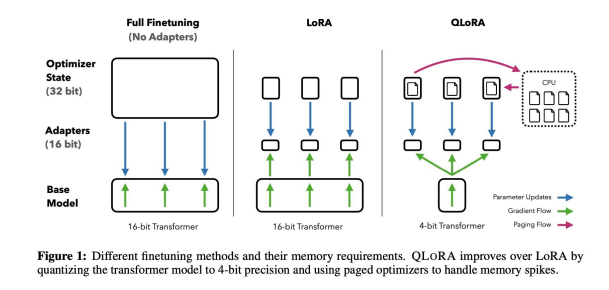 Full Finetuning
(No Adapters)
LoRA
QLoRA
Optimizer
State
(32 bit)
CPU
Adapters
(16 bit)
Base
Model
16-bit Transformer
16-bit Transformer
4-bit Transformer
Parameter Updates
Gradient Flow
Paging Flow
Figure 1: Different finetuning methods and their memory requirements. QLORA improves over LoRA by
quantizing the transformer model to 4-bit precision and using paged optimizers to handle memory spikes.